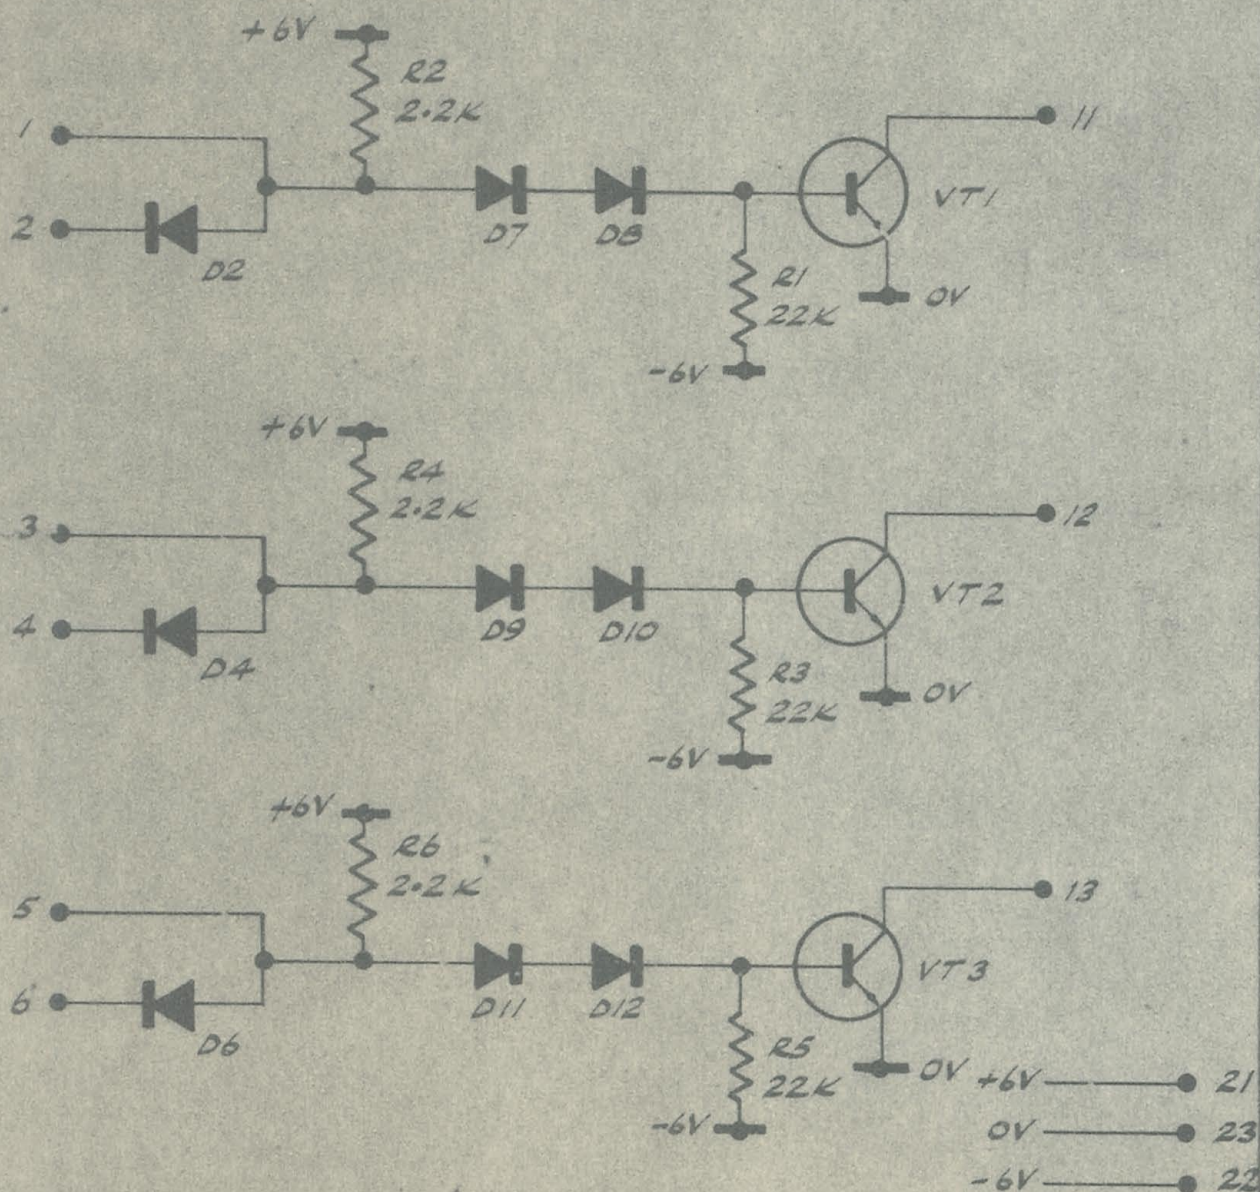 +6V
R2
2.2K
1
11
2
D2
D7
D8
VT1
R1
22K
0V
-6V
+6V
R4
2.2K
3
12
4
D4
D9
D10
VT2
R3
22K
0V
-6V
+6V
R6
2.2K
5
13
6
D6
D11
D12
VT3
R5
22K
0V
-6V
+6V 21
0V 23
-6V 22